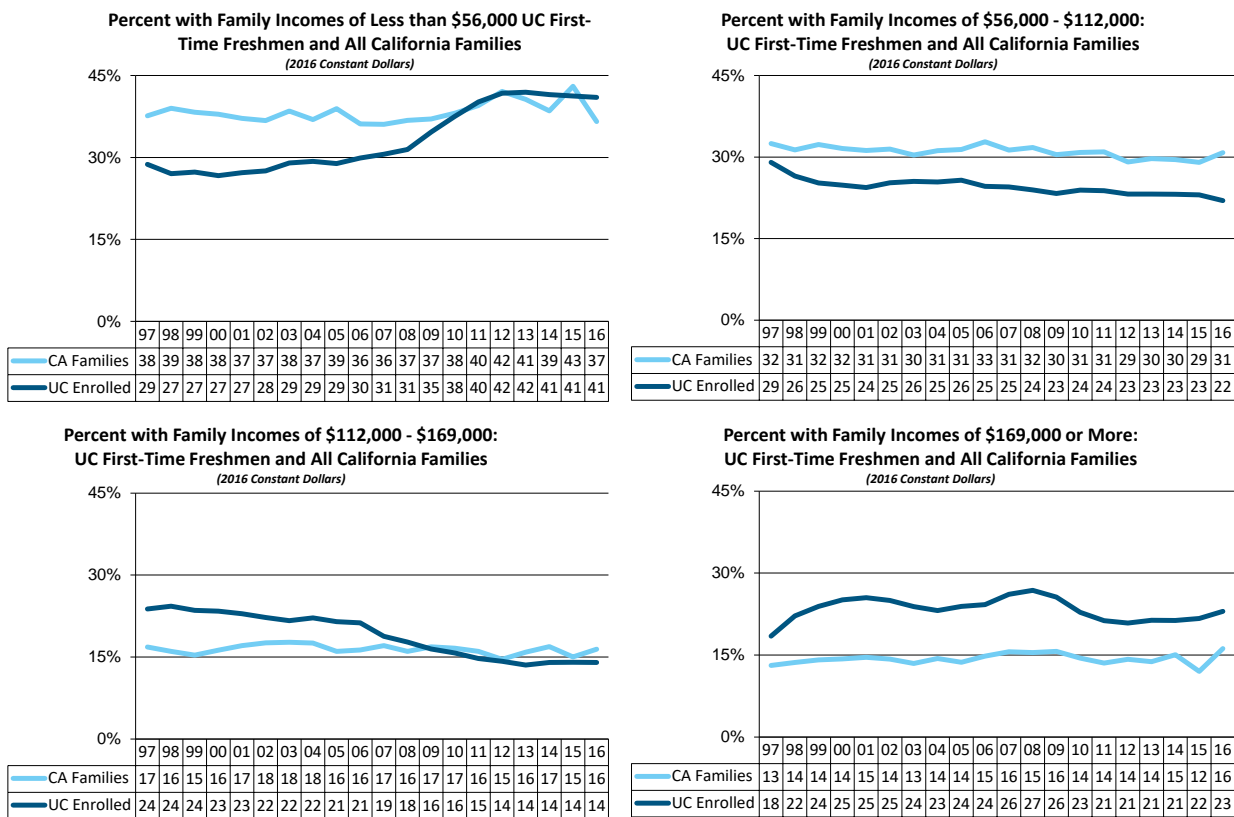 Percent with Family Incomes of Less than $56,000 UC First-
Time Freshmen and All California Families
(2016 Constant Dollars)
45%
30%
15%
0%
97 98 99 00 01 02 03 04 05 06 07 08 09 10 11 12 13 14 15 16
CA Families 38 39 38 38 37 37 38 37 39 36 36 37 37 38 40 42 41 39 43 37
UC Enrolled 29 27 27 27 27 28 29 29 29 30 31 31 35 38 40 42 42 41 41 41
Percent with Family Incomes of $56,000 - $112,000:
UC First-Time Freshmen and All California Families
(2016 Constant Dollars)
45%
30%
15%
0%
97 98 99 00 01 02 03 04 05 06 07 08 09 10 11 12 13 14 15 16
CA Families 32 31 32 32 31 31 30 31 31 33 31 32 30 31 31 29 30 30 29 31
UC Enrolled 29 26 25 25 24 25 26 25 26 25 25 24 23 24 24 23 23 23 23 22
Percent with Family Incomes of $112,000 - $169,000:
UC First-Time Freshmen and All California Families
(2016 Constant Dollars)
45%
30%
15%
0%
97 98 99 00 01 02 03 04 05 06 07 08 09 10 11 12 13 14 15 16
CA Families 17 16 15 16 17 18 18 18 16 16 17 16 17 17 16 15 16 17 15 16
UC Enrolled 24 24 24 23 23 22 22 22 21 21 19 18 16 16 15 14 14 14 14 14
Percent with Family Incomes of $169,000 or More:
UC First-Time Freshmen and All California Families
(2016 Constant Dollars)
45%
30%
15%
0%
97 98 99 00 01 02 03 04 05 06 07 08 09 10 11 12 13 14 15 16
CA Families 13 14 14 14 15 14 13 14 14 15 16 15 16 14 14 14 14 15 12 16
UC Enrolled 18 22 24 25 25 25 24 23 24 24 26 27 26 23 21 21 21 21 22 23